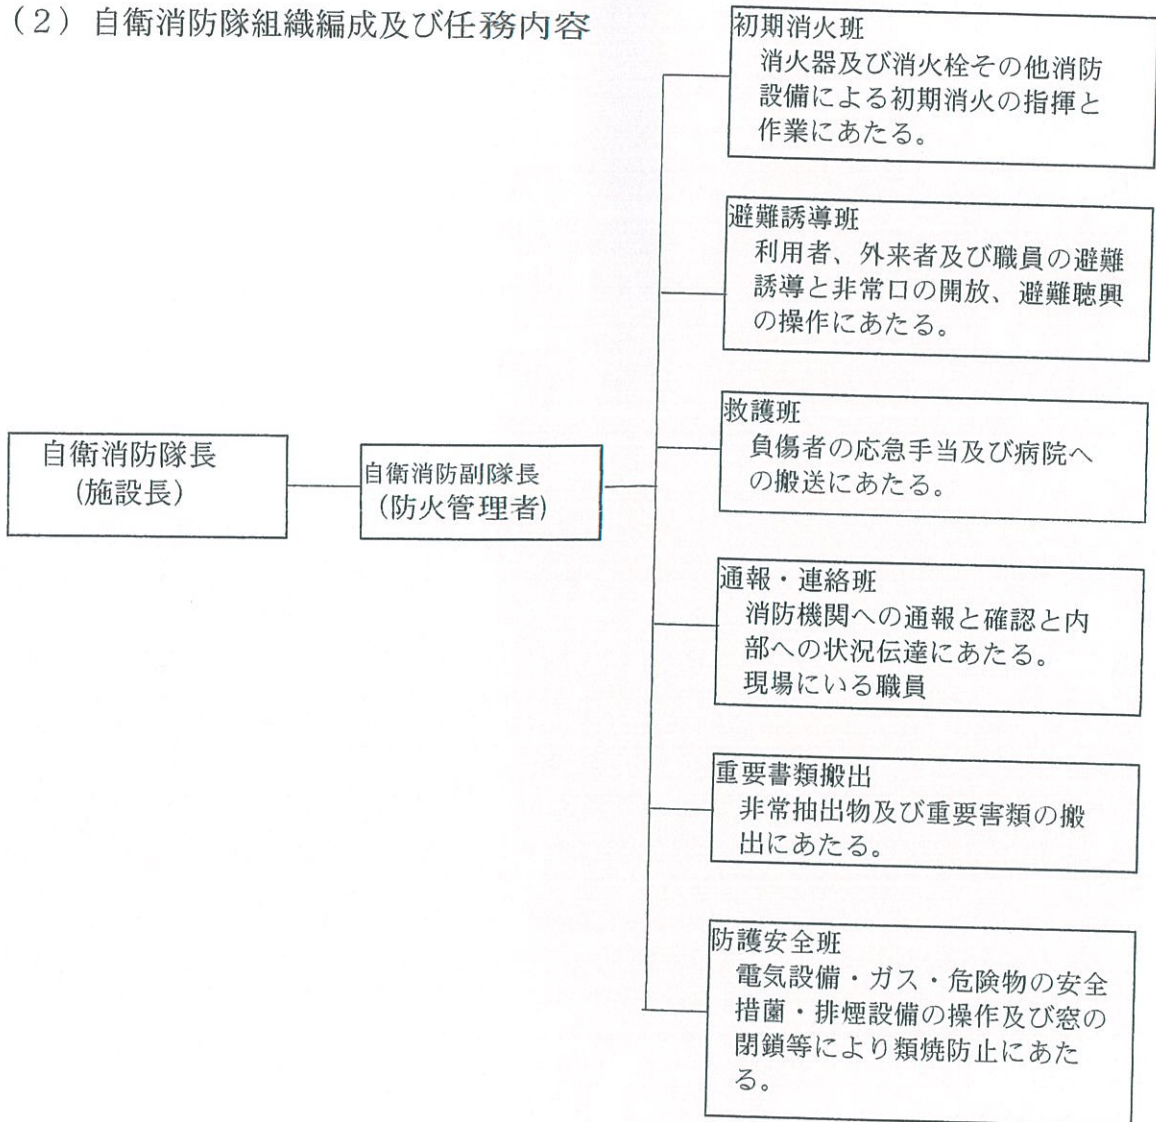 (2) 自衛消防隊組織編成及び任務内容
自衛消防隊長
(施設長)
自衛消防副隊長
(防火管理者)
初期消火班
消火器及び消火栓その他消防
設備による初期消火の指揮と
作業にあたる。
避難誘導班
利用者、外来者及び職員の避難
誘導と非常口の開放、避難聴興
の操作にあたる。
救護班
負傷者の応急手当及び病院へ
の搬送にあたる。
通報・連絡班
消防機関への通報と確認と内
部への状況伝達にあたる。
現場にいる職員
重要書類搬出
非常抽出物及び重要害類の搬
出にあたる。
防護安全班
電気設備・ガス・危険物の安全
措菌・排煙設備の操作及び窓の
閉鎖等により類焼防止にあた
る。